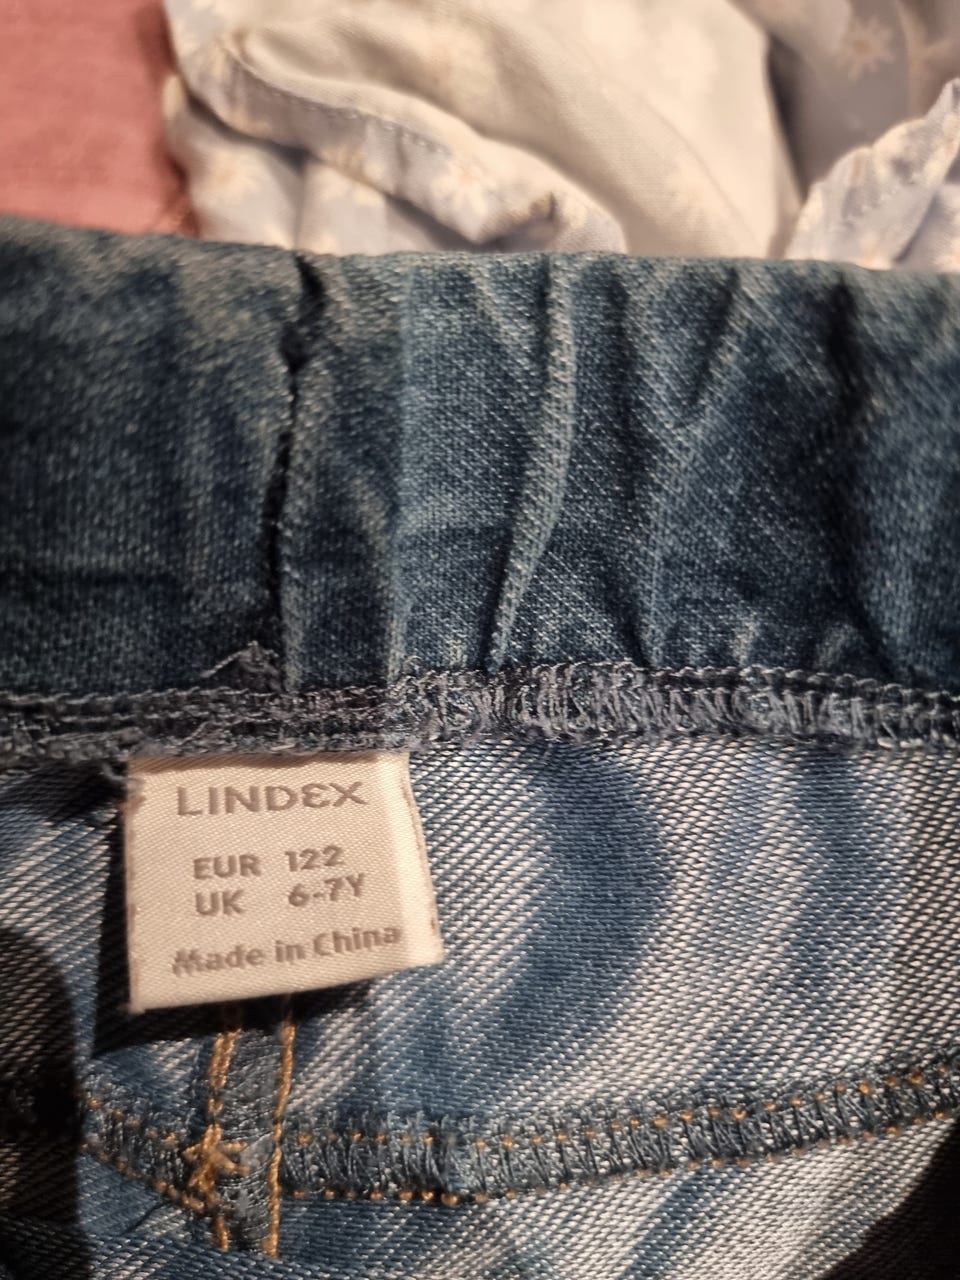 LINDEX
EUR 122
UK 6-7Y
Made in China